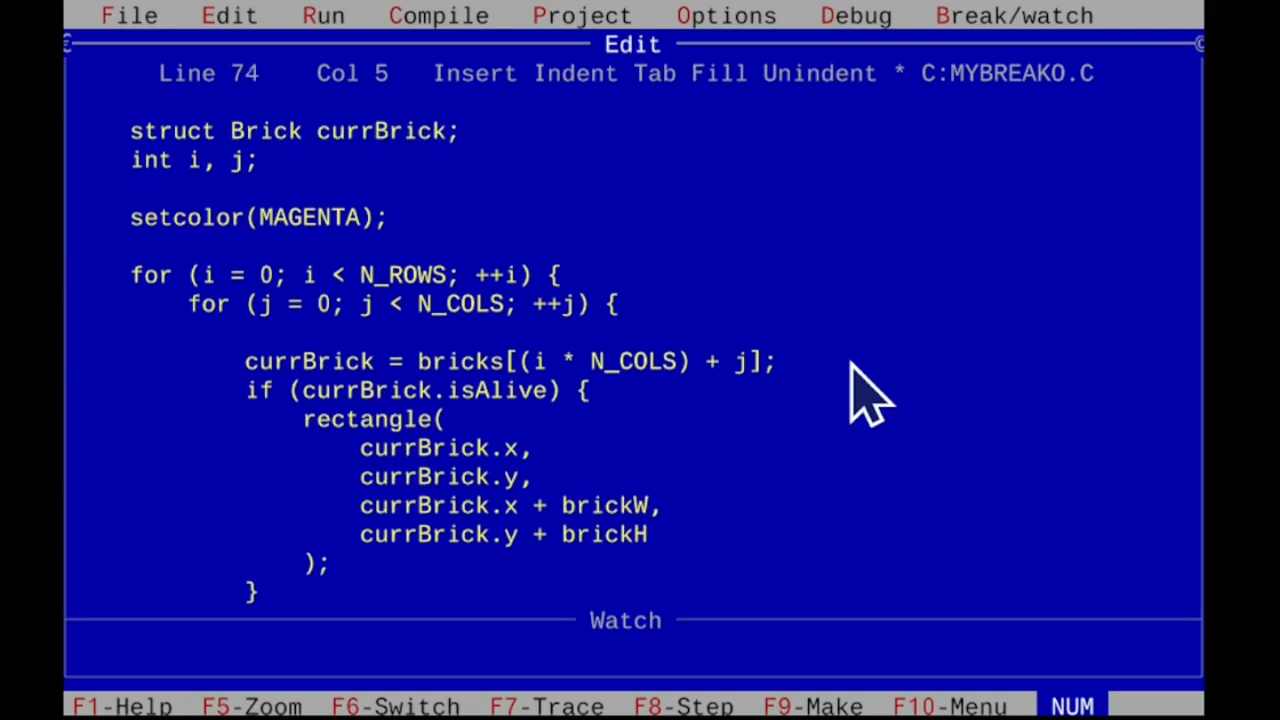 File Edit Run Compile Project Options Debug Break/watch
Edit
Line 74 Col 5 Insert Indent Tab Fill Unindent * C:MYBREAKO.C
struct Brick currBrick;
int i, j;
setcolor(MAGENTA);
for (i = 0; i < N_ROWS; ++i) {
for (j = 0; j < N_COLS; ++j) {
currBrick = bricks[(i * N_COLS) + j];
if (currBrick.isAlive) {
rectangle(
currBrick.x,
currBrick.y,
currBrick.x + brickW,
currBrick.y + brickH
);
}
Watch
F1-Help F5-Zoom F6-Switch F7-Trace F8-Step F9-Make F10-Menu NUM